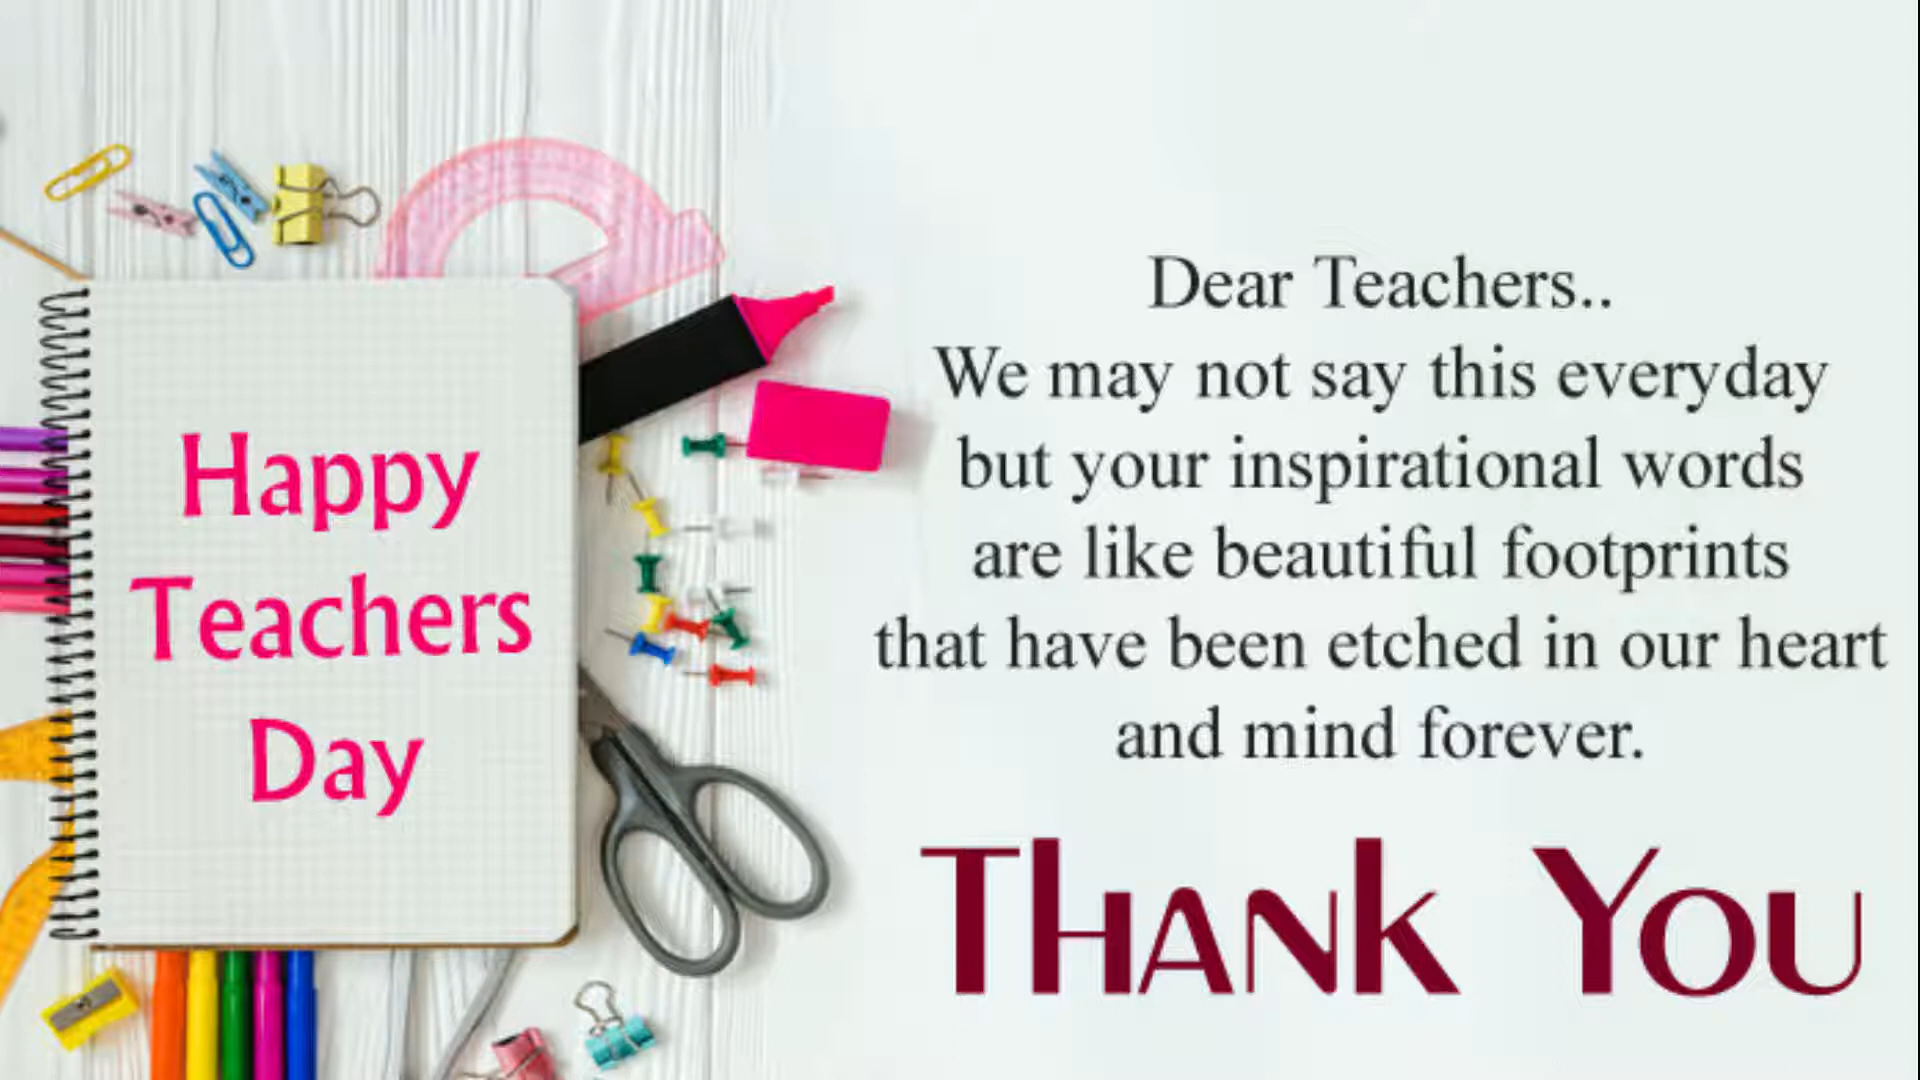 Happy
Teachers
Day
Dear Teachers..
We may not say this everyday
but your inspirational words
are like beautiful footprints
that have been etched in our heart
and mind forever.
THANK YOU